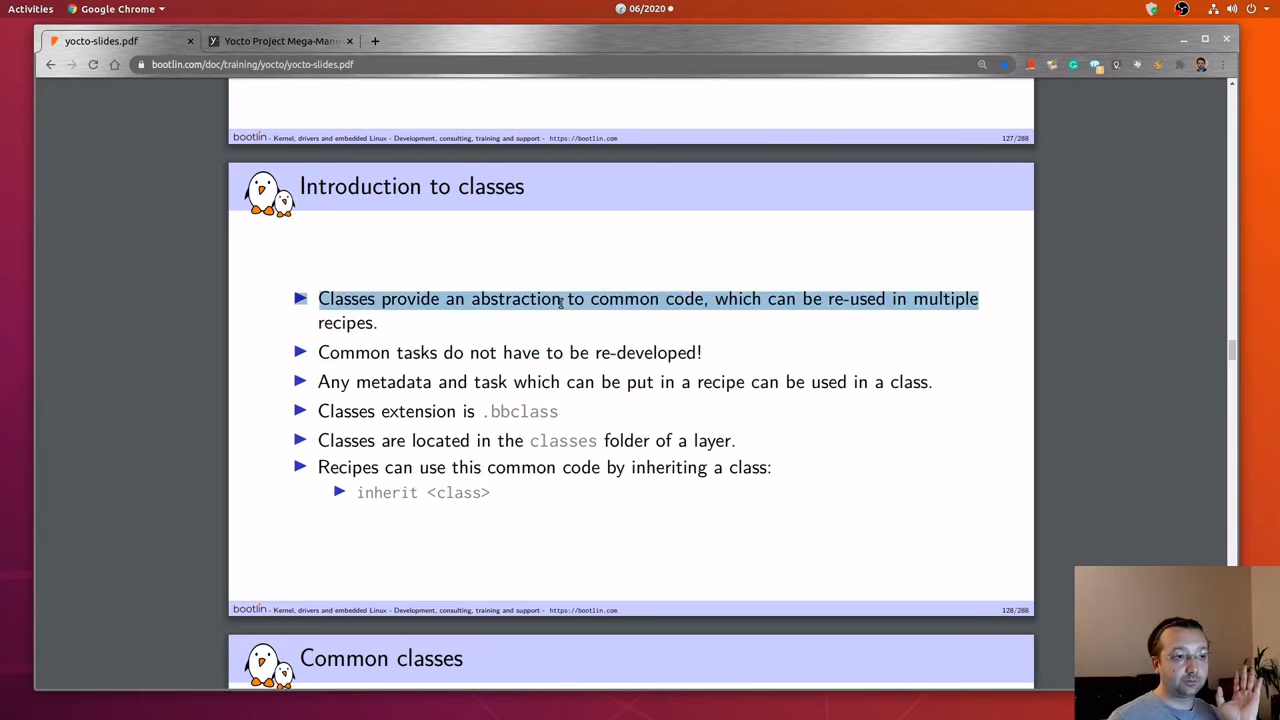 Activities
Google Chrome
06/2020
yocto-slides.pdf
Yocto Project Mega-Man
bootlin.com/doc/training/yocto/yocto-slides.pdf
bootlin - Kernel, drivers and embedded Linux - Development, consulting, training and support - https://bootlin.com
127/288
Introduction to classes
Classes provide an abstraction to common code, which can be re-used in multiple
recipes.
Common tasks do not have to be re-developed!
Any metadata and task which can be put in a recipe can be used in a class.
Classes extension is .bbclass
Classes are located in the classes folder of a layer.
Recipes can use this common code by inheriting a class:
inherit <class>
bootlin - Kernel, drivers and embedded Linux - Development, consulting, training and support - https://bootlin.com
128/288
Common classes